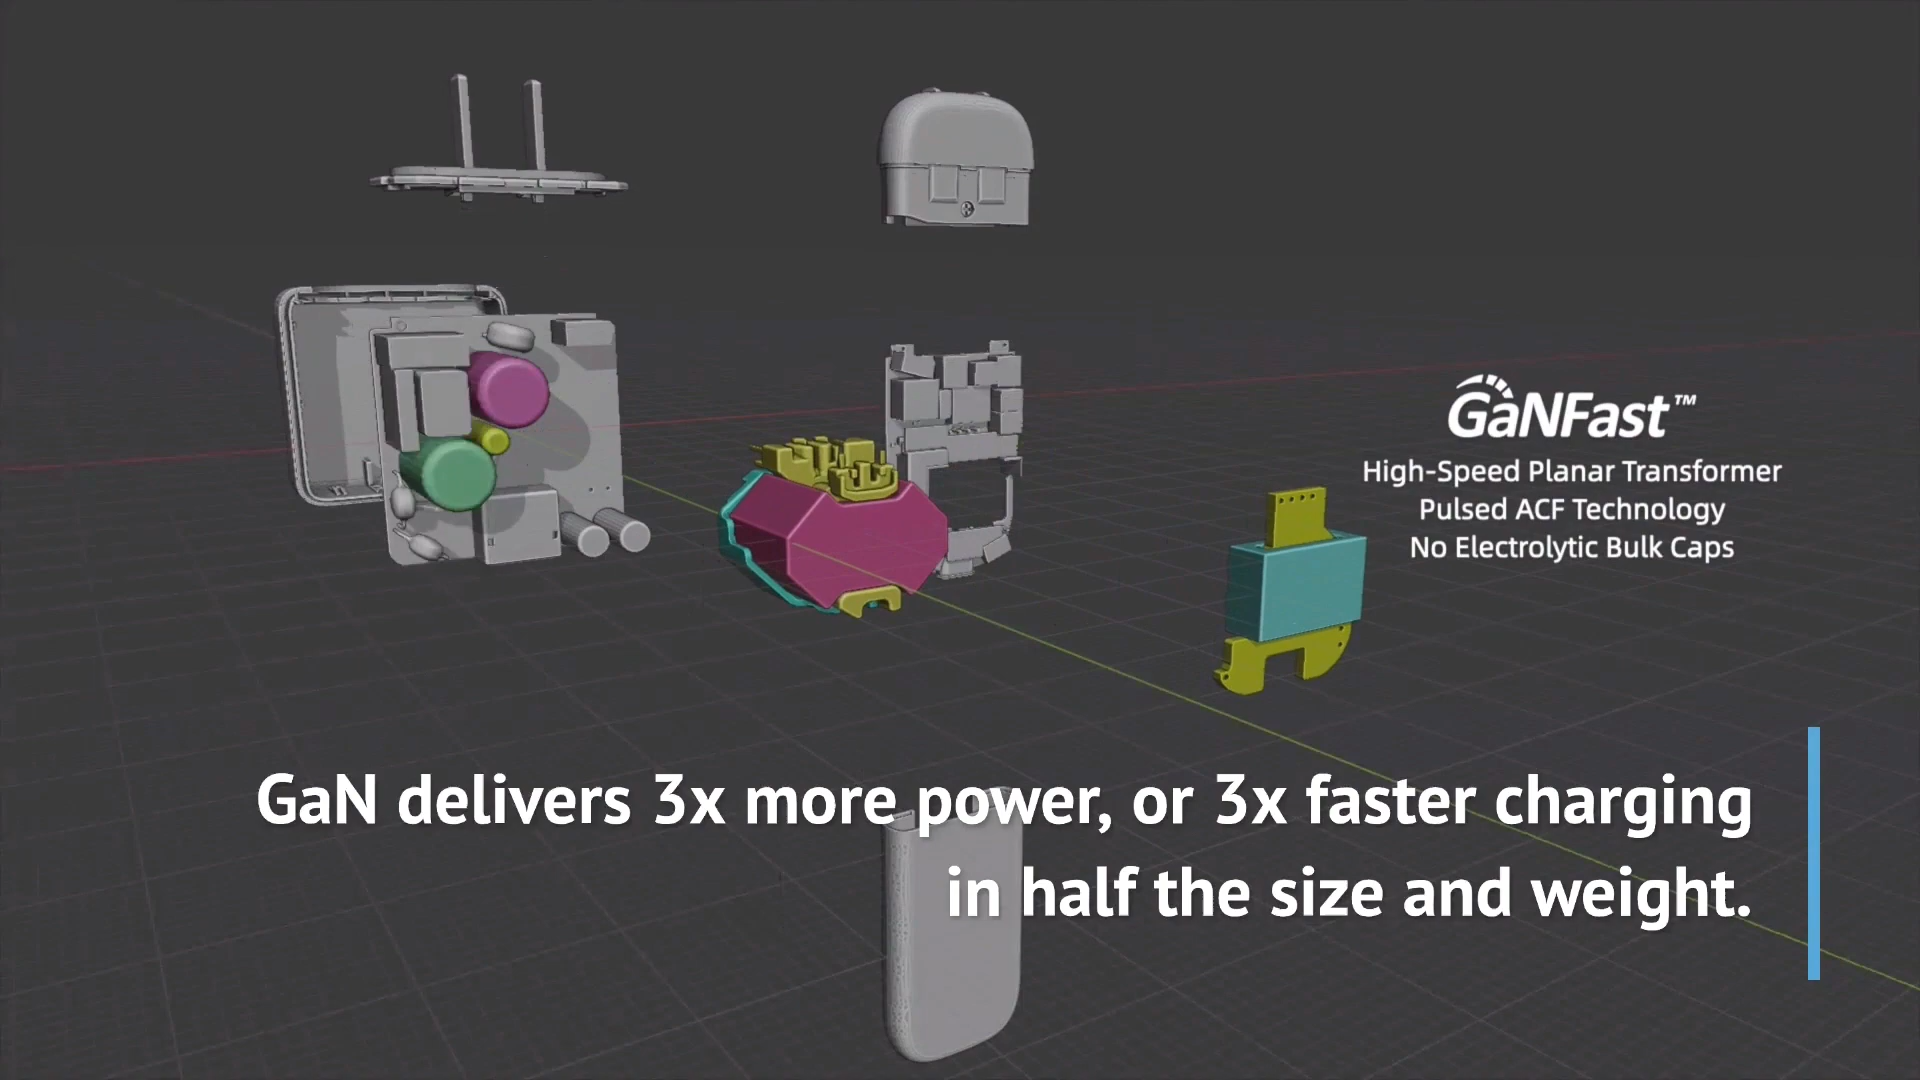 GaNFast™
High-Speed Planar Transformer
Pulsed ACF Technology
No Electrolytic Bulk Caps
GaN delivers 3x more power, or 3x faster charging
in half the size and weight.